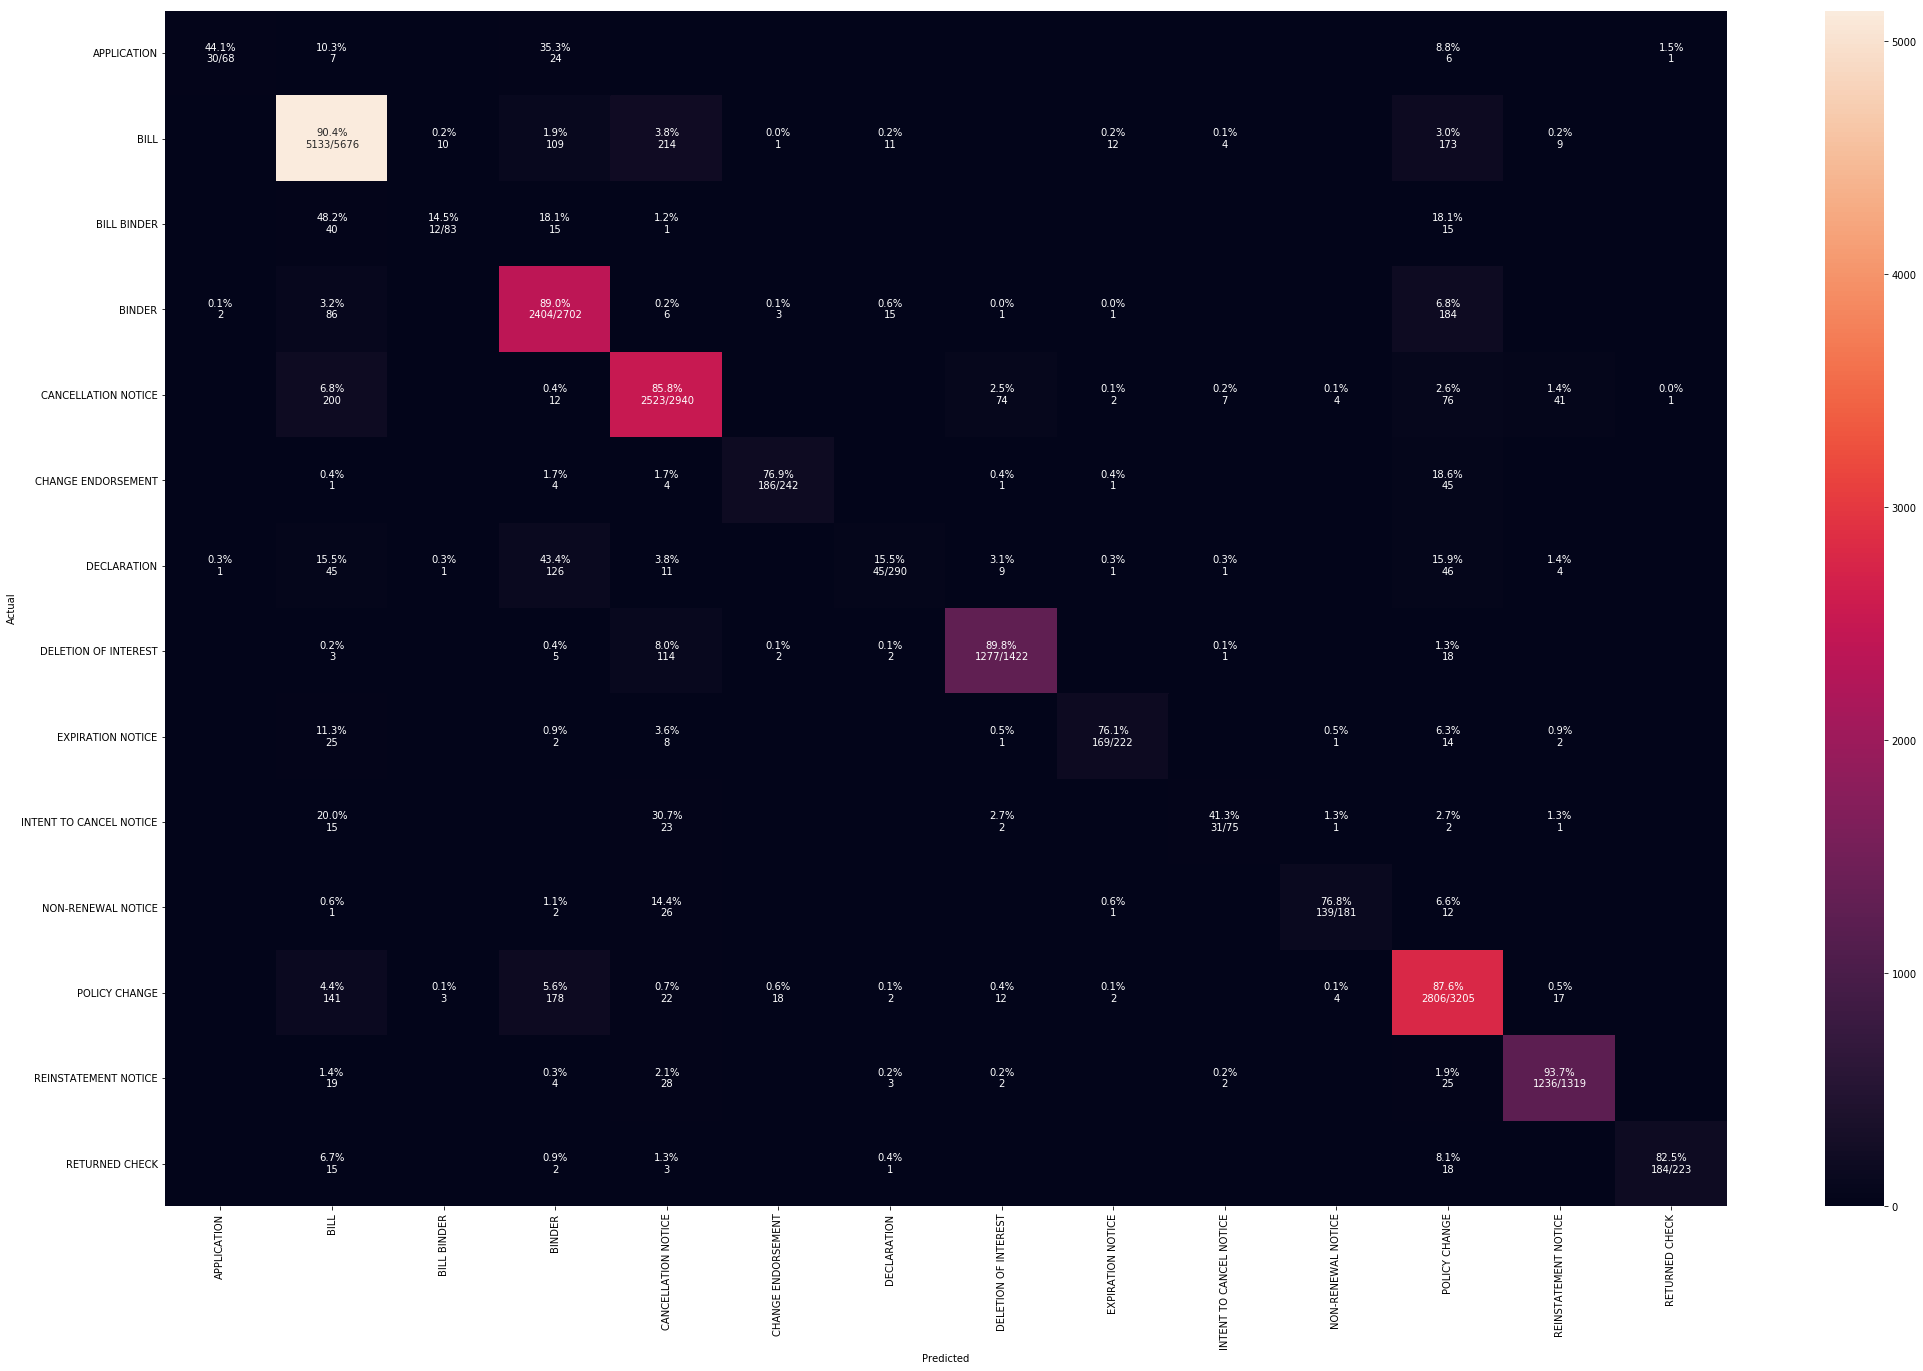 APPLICATION
44.1% 10.3% 35.3% 8.8% 1.5%
30/68 7 24 6 1
BILL
90.4% 0.2% 1.9% 3.8% 0.0% 0.2% 0.2% 0.1% 3.0% 0.2%
5133/5676 10 109 214 1 11 12 4 173 9
BILL BINDER
48.2% 14.5% 18.1% 1.2% 18.1%
40 12/83 15 1 15
BINDER
0.1% 3.2% 89.0% 0.2% 0.1% 0.6% 0.0% 0.0% 6.8%
2 86 2404/2702 6 3 15 1 1 184
CANCELLATION NOTICE
6.8% 0.4% 85.8% 2.5% 0.1% 0.2% 0.1% 2.6% 1.4% 0.0%
200 12 2523/2940 74 2 7 4 76 41 1
CHANGE ENDORSEMENT
0.4% 1.7% 1.7% 76.9% 0.4% 0.4% 18.6%
1 4 4 186/242 1 1 45
DECLARATION
0.3% 15.5% 0.3% 43.4% 3.8% 15.5% 3.1% 0.3% 0.3% 15.9% 1.4%
1 45 1 126 11 45/290 9 1 1 46 4
DELETION OF INTEREST
0.2% 0.4% 8.0% 0.1% 0.1% 89.8% 0.1% 1.3%
3 5 114 2 2 1277/1422 1 18
EXPIRATION NOTICE
11.3% 0.9% 3.6% 0.5% 76.1% 0.5% 6.3% 0.9%
25 2 8 1 169/222 1 14 2
INTENT TO CANCEL NOTICE
20.0% 30.7% 2.7% 41.3% 1.3% 2.7% 1.3%
15 23 2 31/75 1 2 1
NON-RENEWAL NOTICE
0.6% 1.1% 14.4% 0.6% 76.8% 6.6%
1 2 26 1 139/181 12
POLICY CHANGE
4.4% 0.1% 5.6% 0.7% 0.6% 0.1% 0.4% 0.1% 0.1% 87.6% 0.5%
141 3 178 22 18 2 12 2 4 2806/3205 17
REINSTATEMENT NOTICE
1.4% 0.3% 2.1% 0.2% 0.2% 0.2% 1.9% 93.7%
19 4 28 3 2 2 25 1236/1319
RETURNED CHECK
6.7% 0.9% 1.3% 0.4% 8.1% 82.5%
15 2 3 1 18 184/223
Actual
APPLICATION
BILL
BILL BINDER
BINDER
CANCELLATION NOTICE
CHANGE ENDORSEMENT
DECLARATION
DELETION OF INTEREST
EXPIRATION NOTICE
INTENT TO CANCEL NOTICE
NON-RENEWAL NOTICE
POLICY CHANGE
REINSTATEMENT NOTICE
RETURNED CHECK
Predicted
5000
4000
3000
2000
1000
0